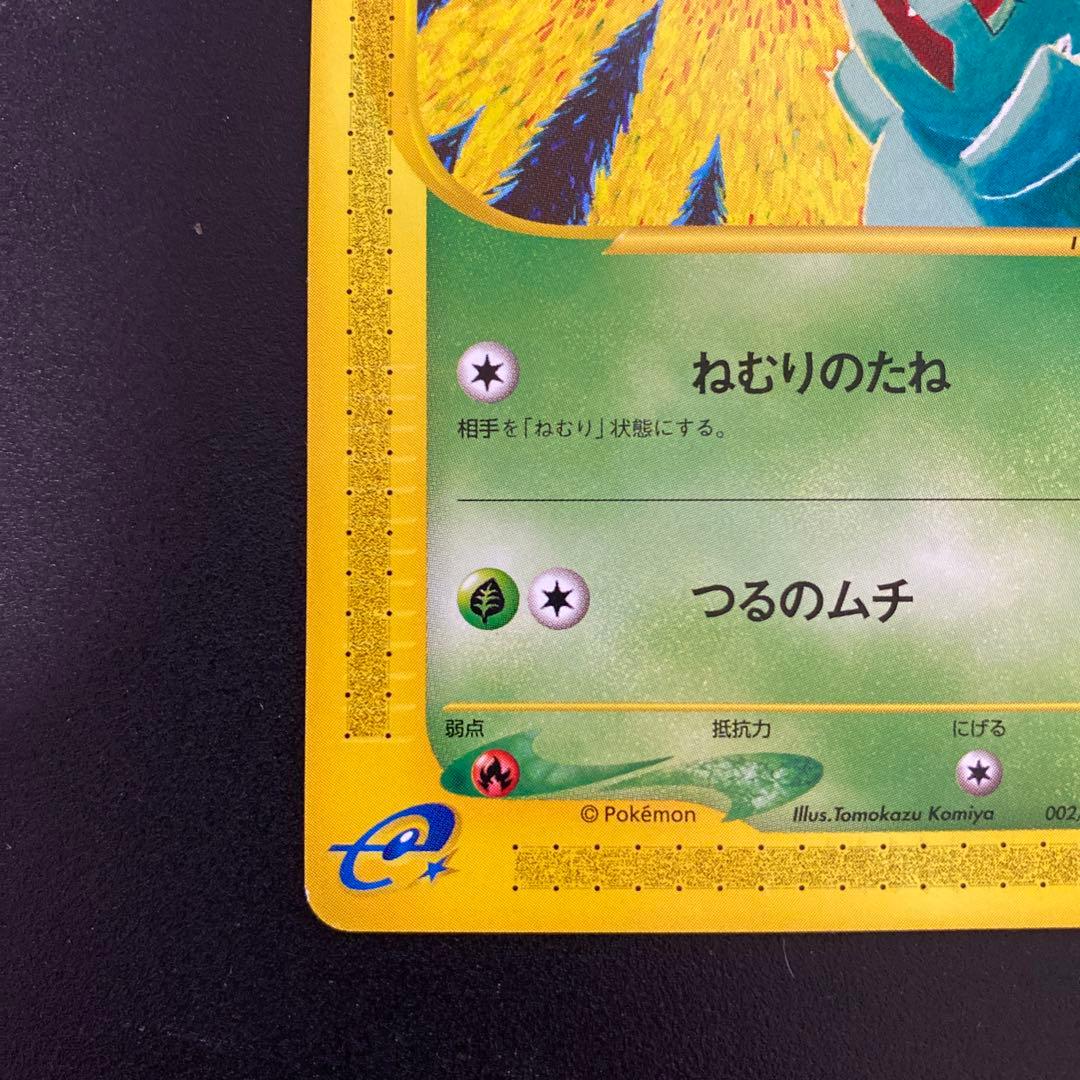 ねむりのたね
相手を「ねむり」状態にする。
つるのムチ
弱点 抵抗力 にげる
© Pokémon Illus.Tomokazu Komiya 002
e